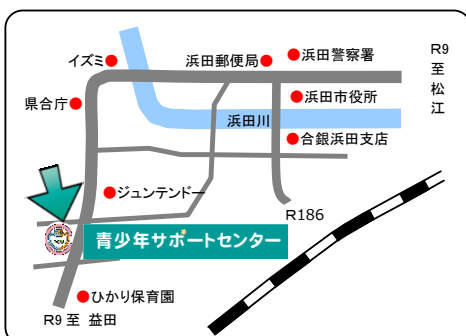 イズミ
浜田郵便局
浜田警察署
R9
至
松
江
県合庁
浜田市役所
浜田川
合銀浜田支店
ジュンテンドー
R186
青少年サポートセンター
ひかり保育園
R9 至 益田